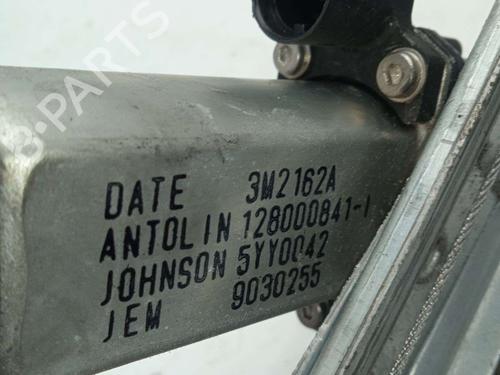 B-PARTS
DATE 3M2162A
ANTOLIN 128000841-1
JOHNSON 5YY0042
JEM 9030255